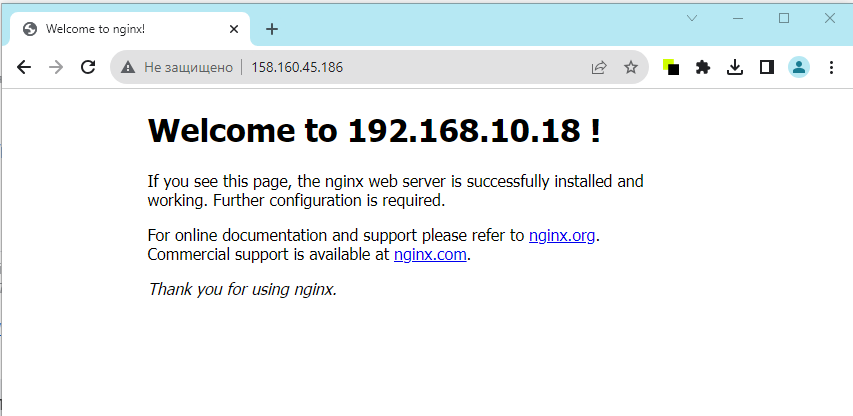 Welcome to nginx!
Не защищено
158.160.45.186
Welcome to 192.168.10.18 !
If you see this page, the nginx web server is successfully installed and
working. Further configuration is required.
For online documentation and support please refer to nginx.org.
Commercial support is available at nginx.com.
Thank you for using nginx.